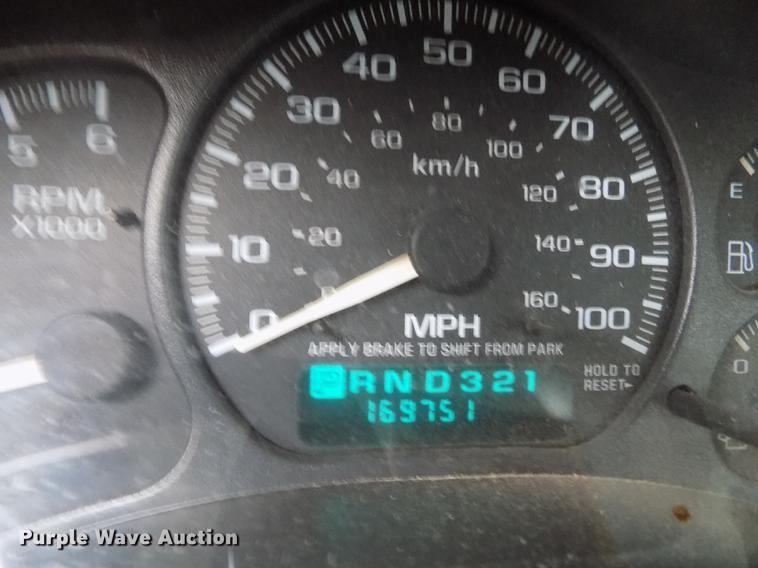 50
40
60
30
70
20
80
10
90
0
100
60
80
100
40
120
20
140
0
160
km/h
MPH
5
6
RPM
X1000
E
0
APPLY BRAKE TO SHIFT FROM PARK
PRND321
169751
HOLD TO
RESET
Purple Wave Auction